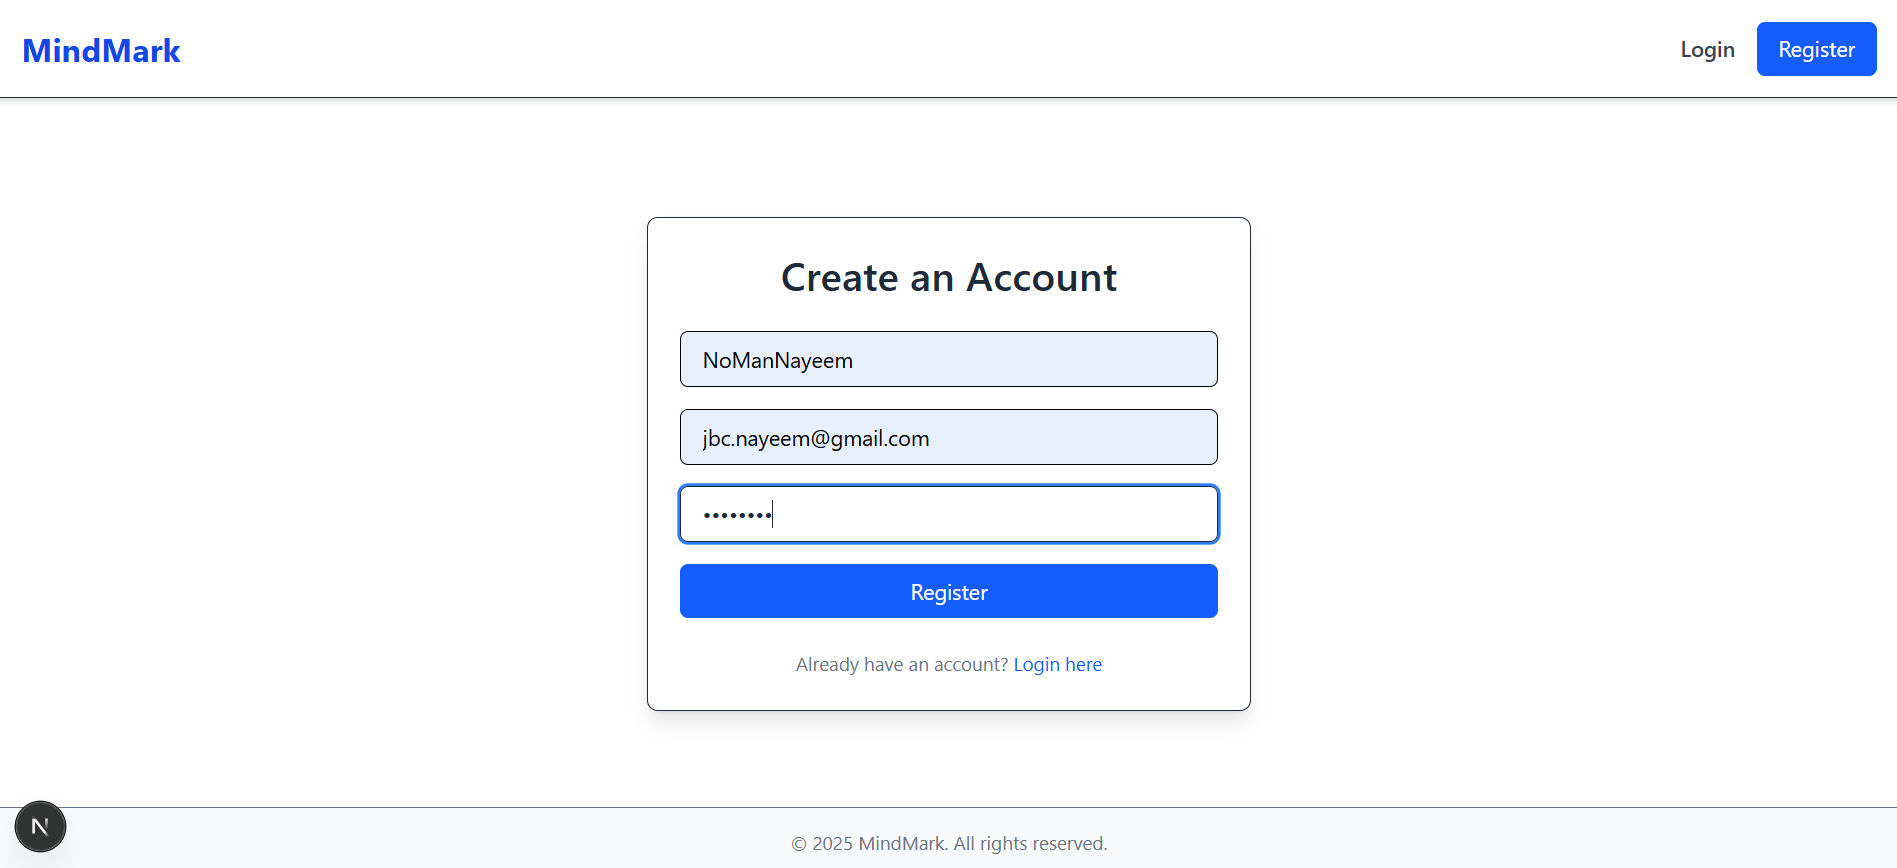 MindMark
Login
Register
Create an Account
NoManNayeem
jbc.nayeem@gmail.com
••••••••
Register
Already have an account? Login here
N
© 2025 MindMark. All rights reserved.